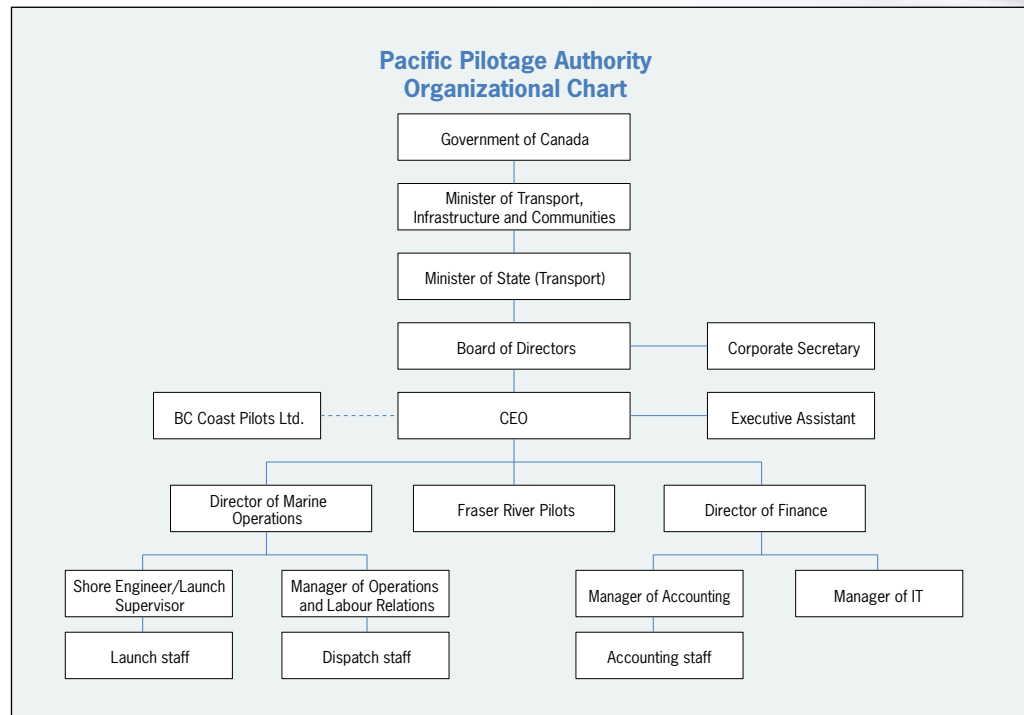 Pacific Pilotage Authority
Organizational Chart
Government of Canada
Minister of Transport,
Infrastructure and Communities
Minister of State (Transport)
Board of Directors
Corporate Secretary
BC Coast Pilots Ltd.
CEO
Executive Assistant
Director of Marine
Operations
Fraser River Pilots
Director of Finance
Shore Engineer/Launch
Supervisor
Manager of Operations
and Labour Relations
Manager of Accounting
Manager of IT
Launch staff
Dispatch staff
Accounting staff